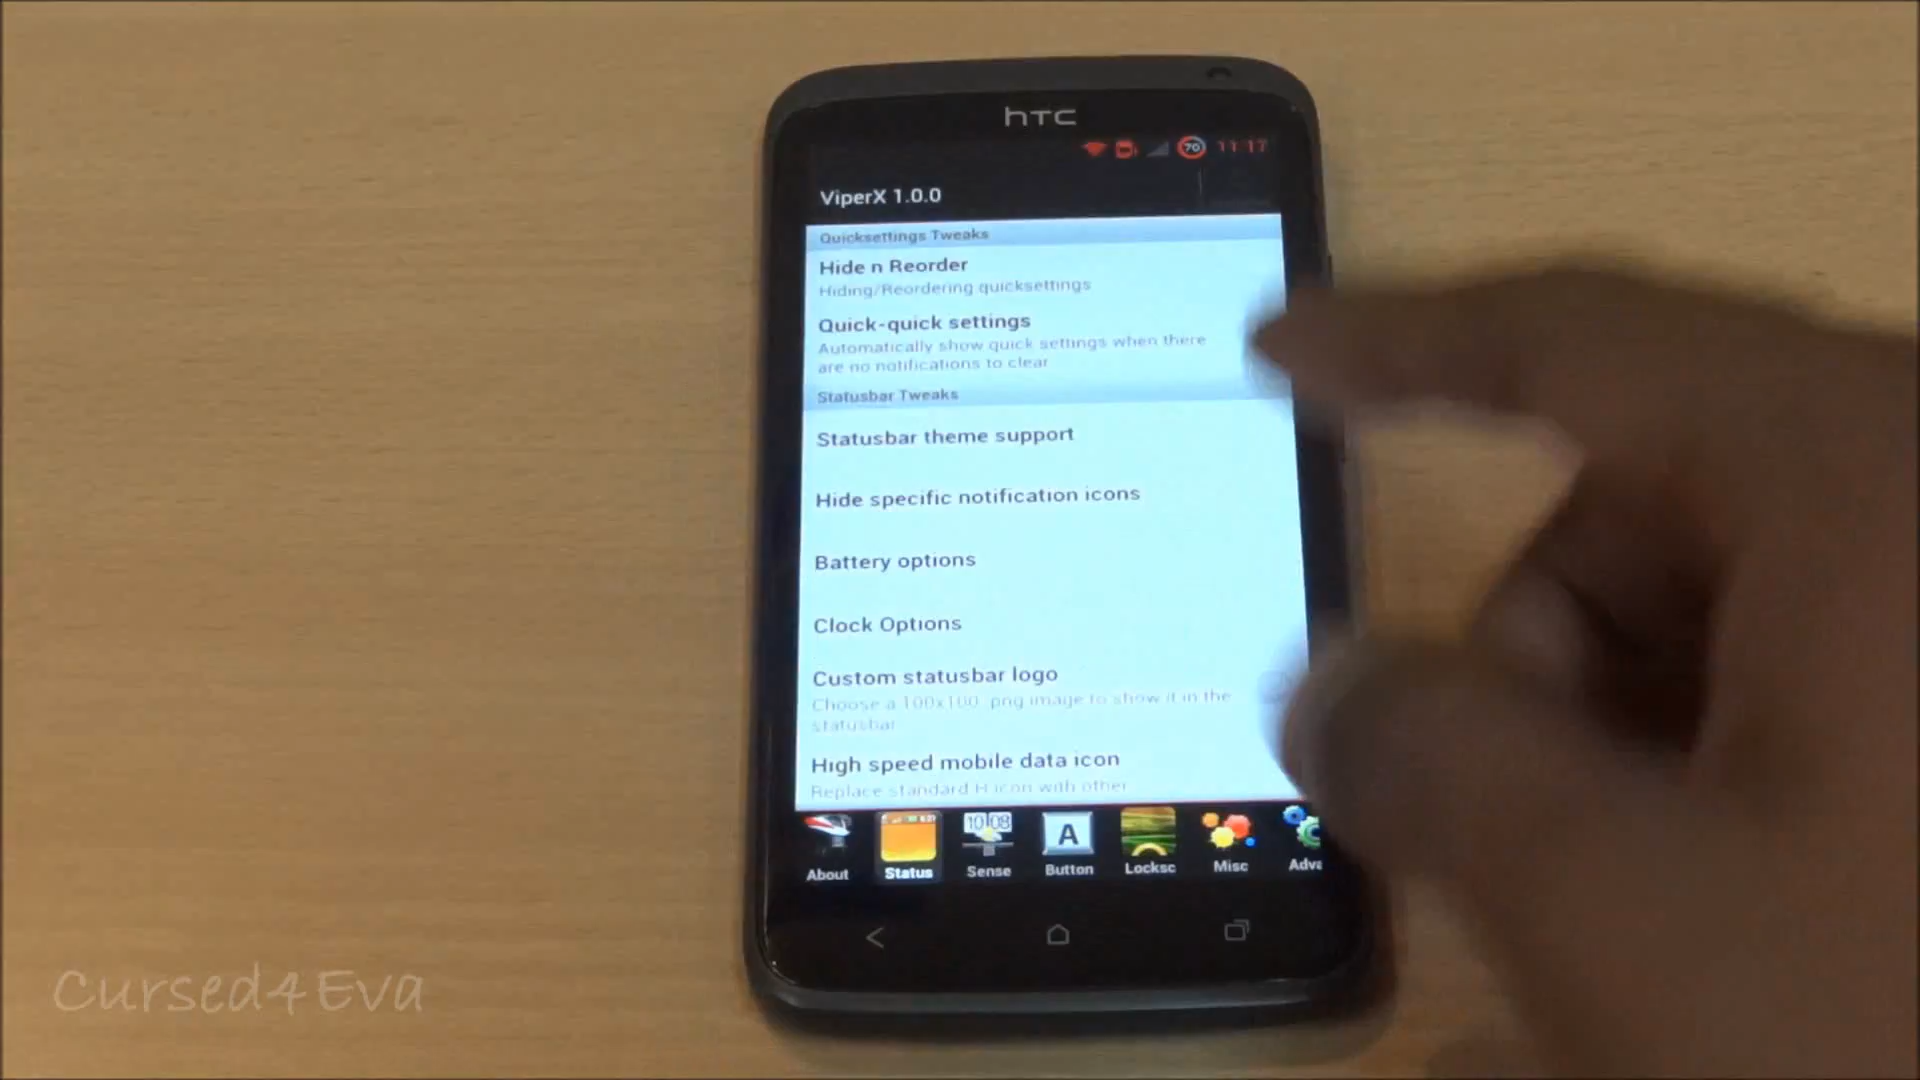 hTC
70 11:17
ViperX 1.0.0
Quicksettings Tweaks
Hide n Reorder
Hiding/Reordering quicksettings
Quick-quick settings
Automatically show quick settings when there
are no notifications to clear
Statusbar Tweaks
Statusbar theme support
Hide specific notification icons
Battery options
Clock Options
Custom statusbar logo
Choose a 100x100 .png image to show it in the
statusbar
High speed mobile data icon
Replace standard H icon with other
10 08
A
About Status Sense Button Locksc Misc Adva
Cursed4Eva